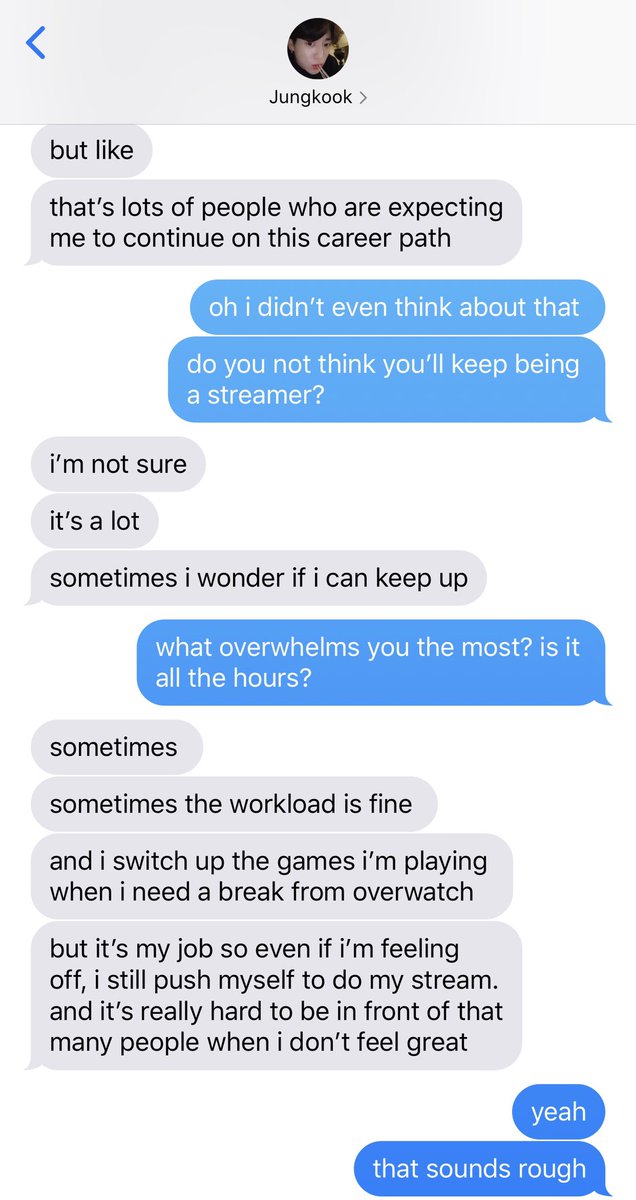 Jungkook
but like
that’s lots of people who are expecting
me to continue on this career path
oh i didn’t even think about that
do you not think you’ll keep being
a streamer?
i’m not sure
it’s a lot
sometimes i wonder if i can keep up
what overwhelms you the most? is it
all the hours?
sometimes
sometimes the workload is fine
and i switch up the games i’m playing
when i need a break from overwatch
but it’s my job so even if i’m feeling
off, i still push myself to do my stream.
and it’s really hard to be in front of that
many people when i don’t feel great
yeah
that sounds rough